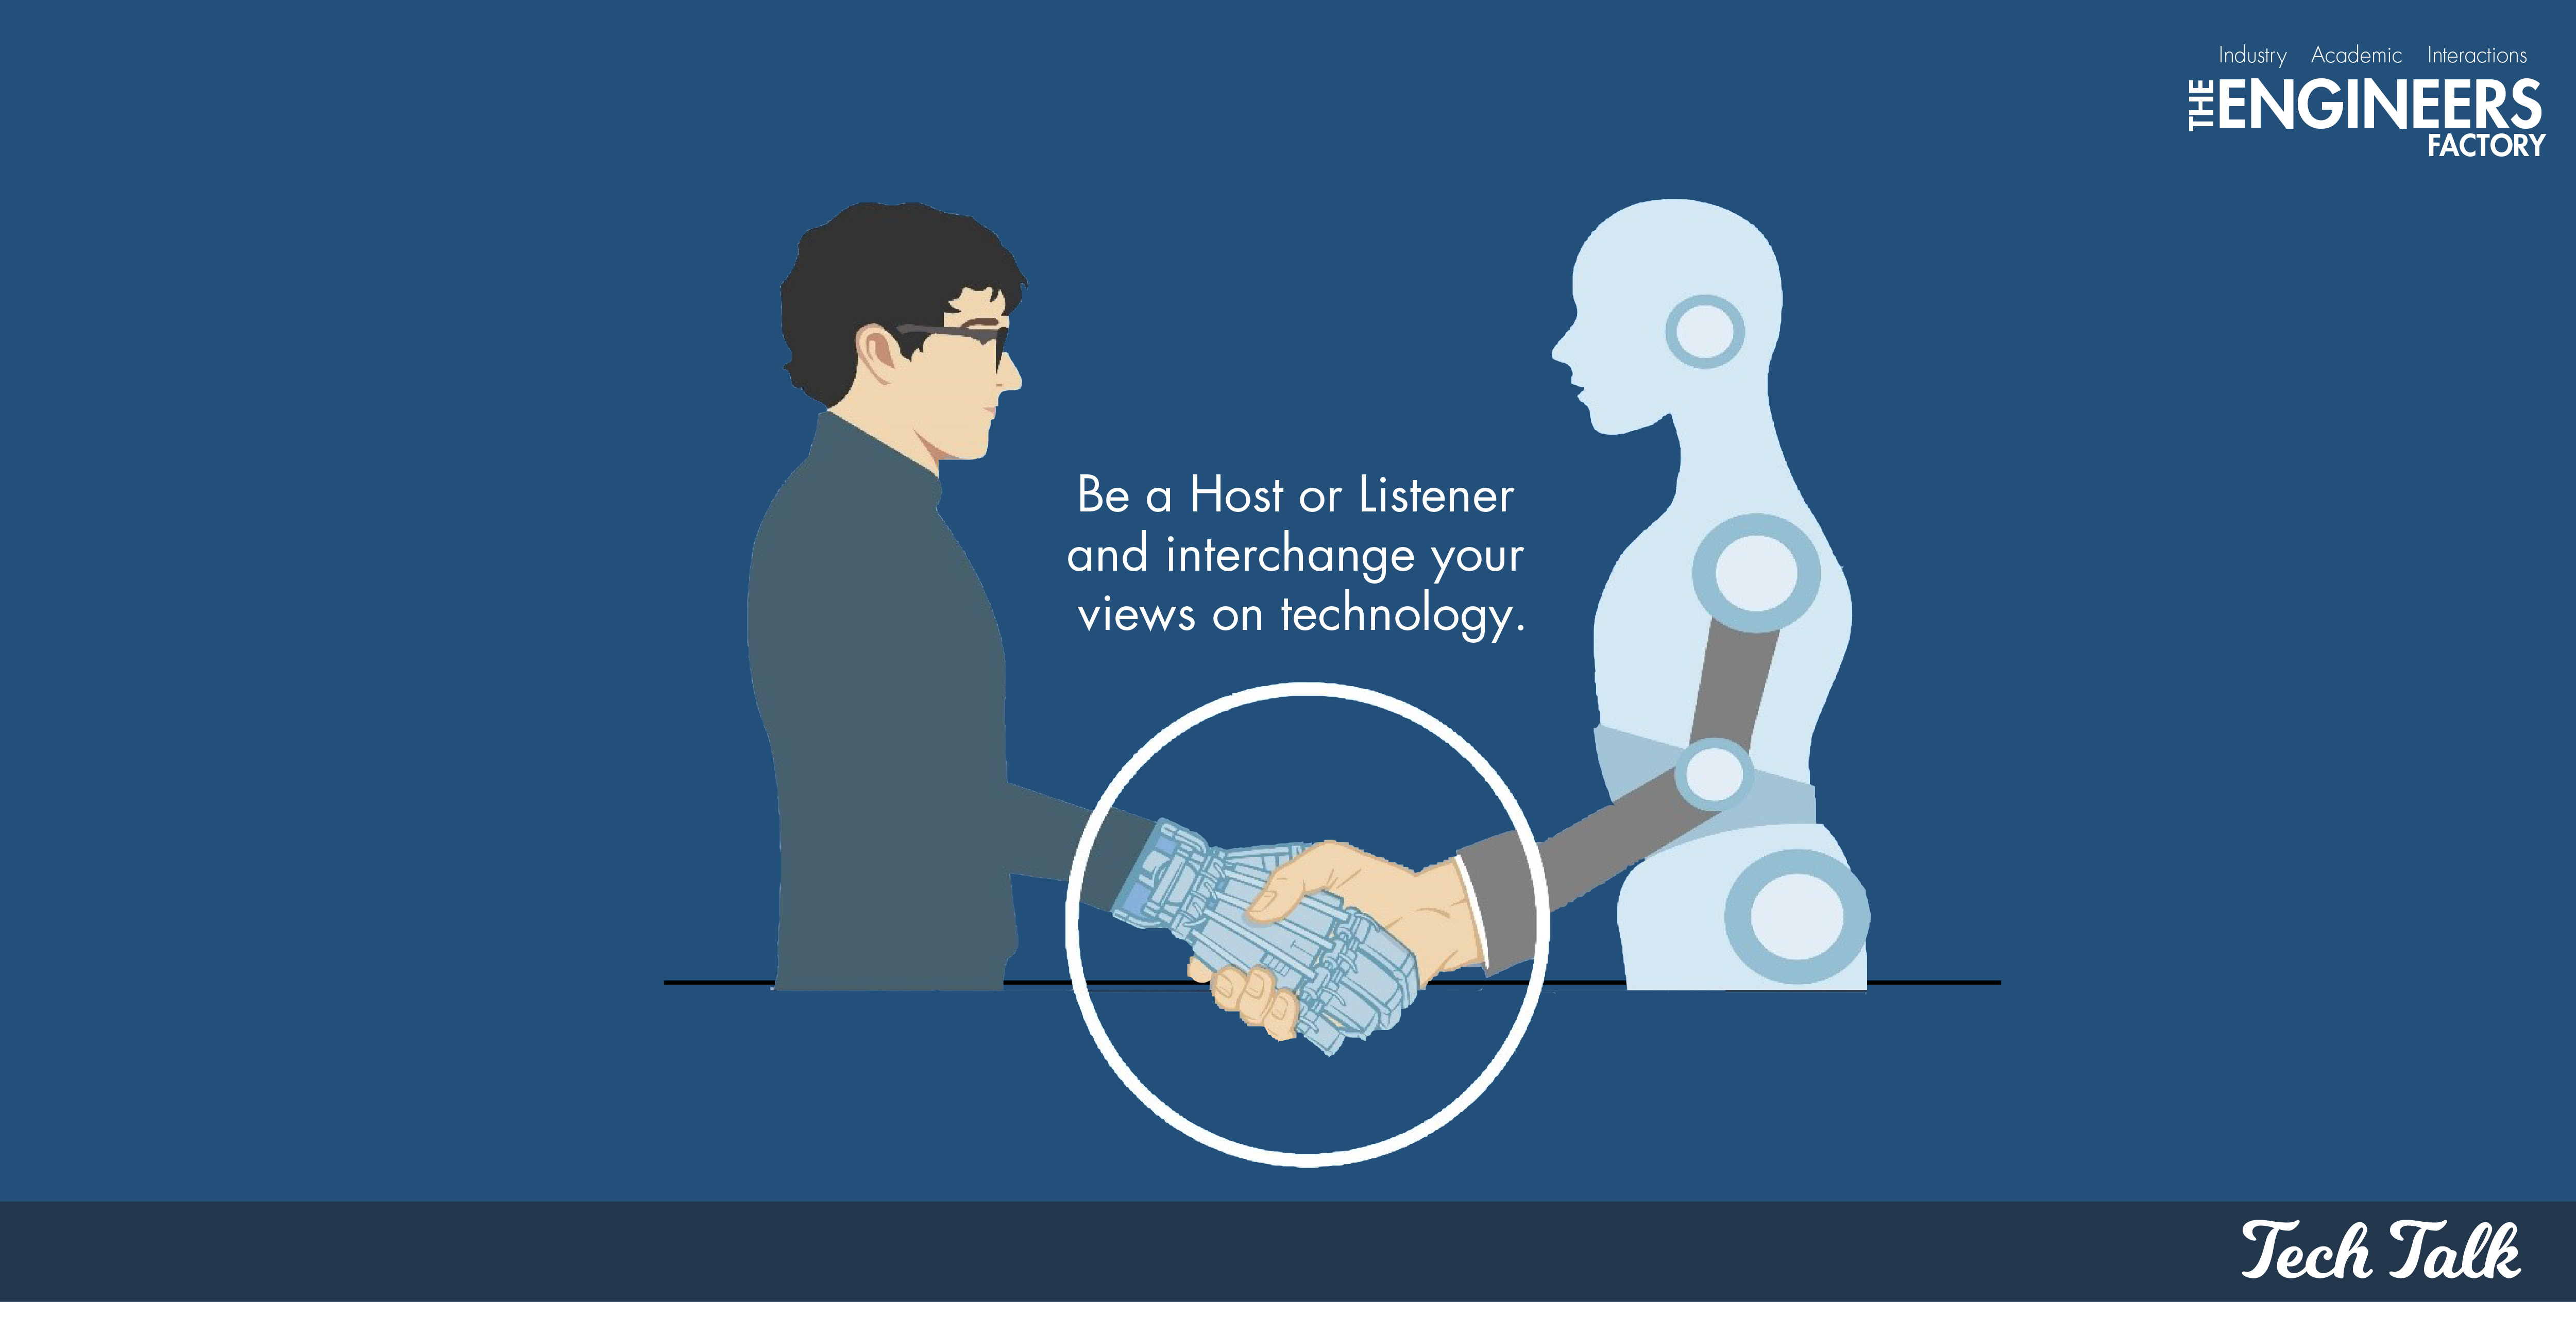 Industry Academic Interactions
THE ENGINEERS
FACTORY
Be a Host or Listener
and interchange your
views on technology.
Tech Talk